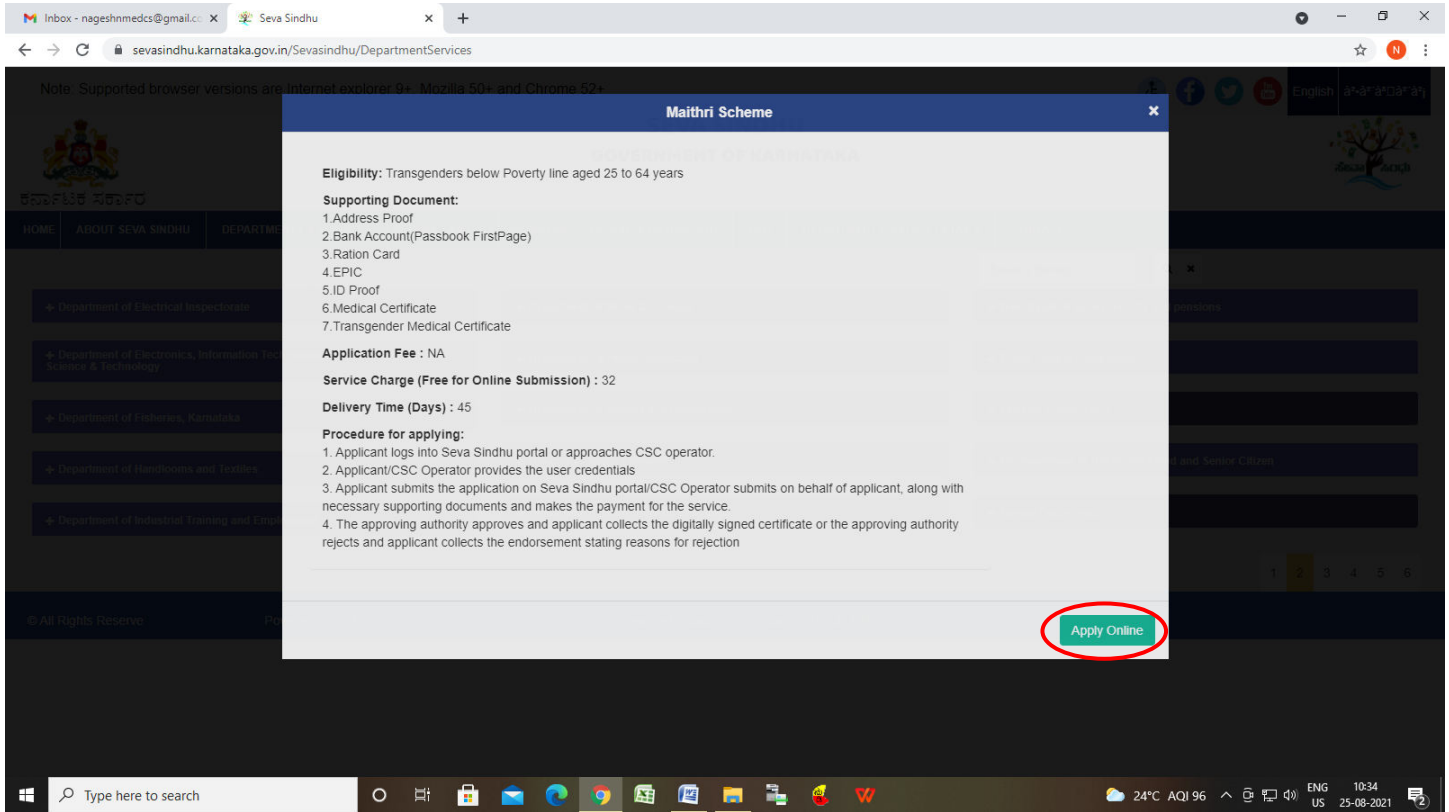 Inbox - nageshnmedcs@gmail.co
Seva Sindhu
sevasindhu.karnataka.gov.in/Sevasindhu/DepartmentServices
N
Note: Supported browser versions are Internet explorer 9+, Mozilla 50+ and Chrome 52+
English
Maithri Scheme
GOVERNMENT OF KARNATAKA
ಕರ್ನಾಟಕ ಸರ್ಕಾರ
HOME ABOUT SEVA SINDHU DEPARTME
Eligibility: Transgenders below Poverty line aged 25 to 64 years
Supporting Document:
1.Address Proof
2.Bank Account(Passbook FirstPage)
3.Ration Card
4.EPIC
5.ID Proof
6.Medical Certificate
7.Transgender Medical Certificate
Application Fee : NA
Service Charge (Free for Online Submission) : 32
Delivery Time (Days) : 45
Procedure for applying:
1. Applicant logs into Seva Sindhu portal or approaches CSC operator.
2. Applicant/CSC Operator provides the user credentials
3. Applicant submits the application on Seva Sindhu portal/CSC Operator submits on behalf of applicant, along with
necessary supporting documents and makes the payment for the service.
4. The approving authority approves and applicant collects the digitally signed certificate or the approving authority
rejects and applicant collects the endorsement stating reasons for rejection
Apply Online
+ Department of Electrical Inspectorate
pensions
+ Department of Electronics, Information Tec
Science & Technology
+ Department of Fisheries, Karnataka
+ Department of Handlooms and Textiles
d and Senior Citizen
+ Department of Industrial Training and Empl
1 2 3 4 5 6
© All Rights Reserve
Po
Type here to search
24°C AQI 96
ENG
US
10:34
25-08-2021
2